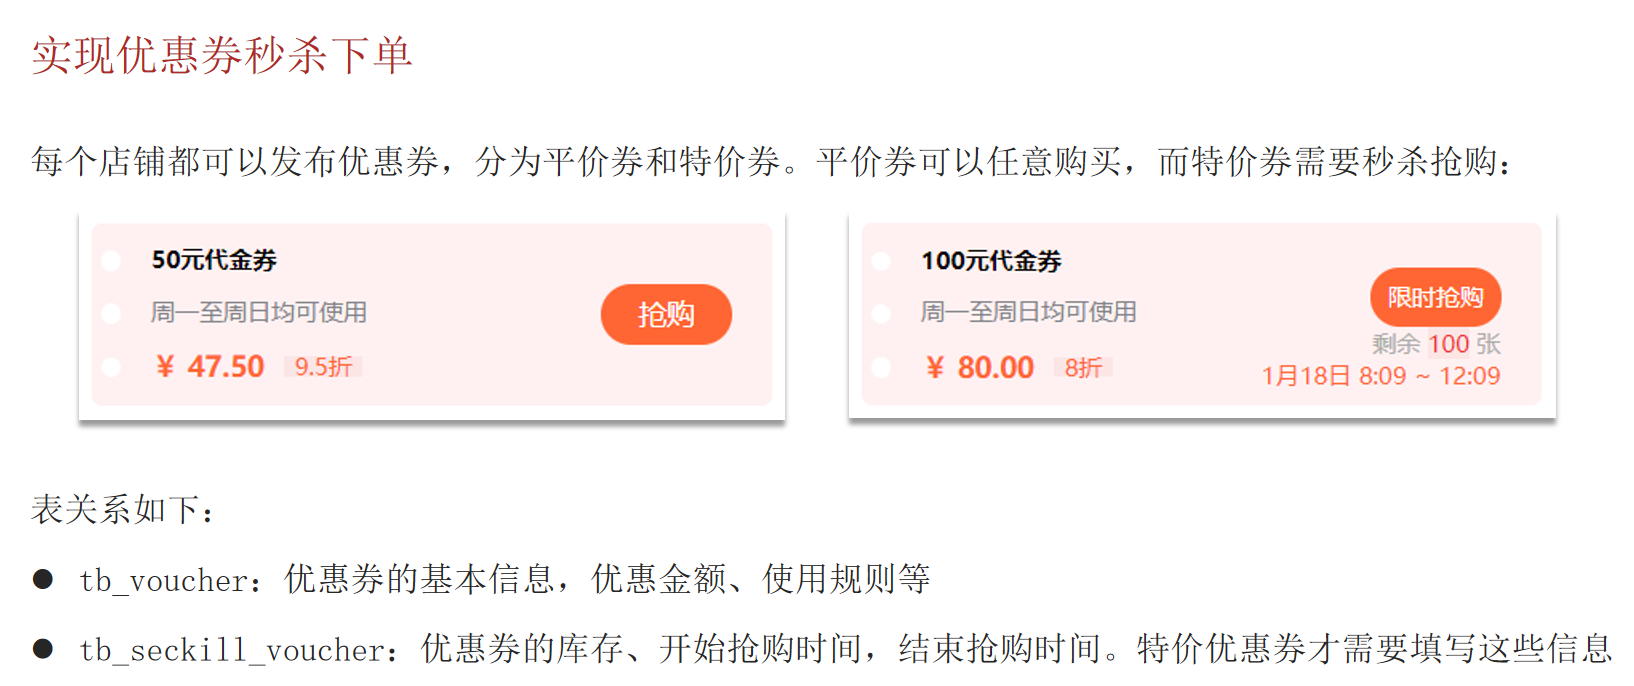 实现优惠券秒杀下单
每个店铺都可以发布优惠券，分为平价券和特价券。平价券可以任意购买，而特价券需要秒杀抢购：
50元代金券
周一至周日均可使用
¥ 47.50 9.5折
抢购
100元代金券
周一至周日均可使用
¥ 80.00 8折
限时抢购
剩余 100 张
1月18日 8:09 ~ 12:09
表关系如下：
● tb_voucher：优惠券的基本信息，优惠金额、使用规则等
● tb_seckill_voucher：优惠券的库存、开始抢购时间，结束抢购时间。特价优惠券才需要填写这些信息